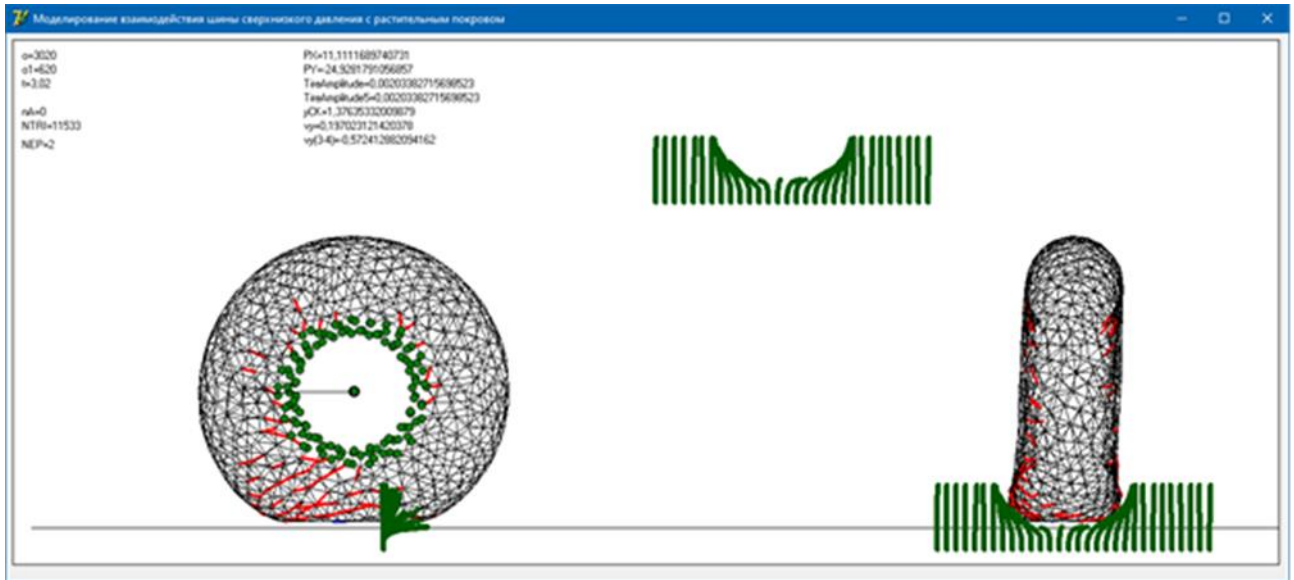 Моделирование взаимодействия шины сверхнизкого давления с растительным покровом
o=3020
o1=620
t=3,02
nA=0
NTRI=11533
NEP=2
PX=11,1111689740731
PY=-24,9281791056857
TireAmplitude=0,00203382715698523
TireAmplitude5=0,00203382715698523
yCK=1,37635332009879
vy=0,197023121420378
vy(3-4)=-0,572412882094162